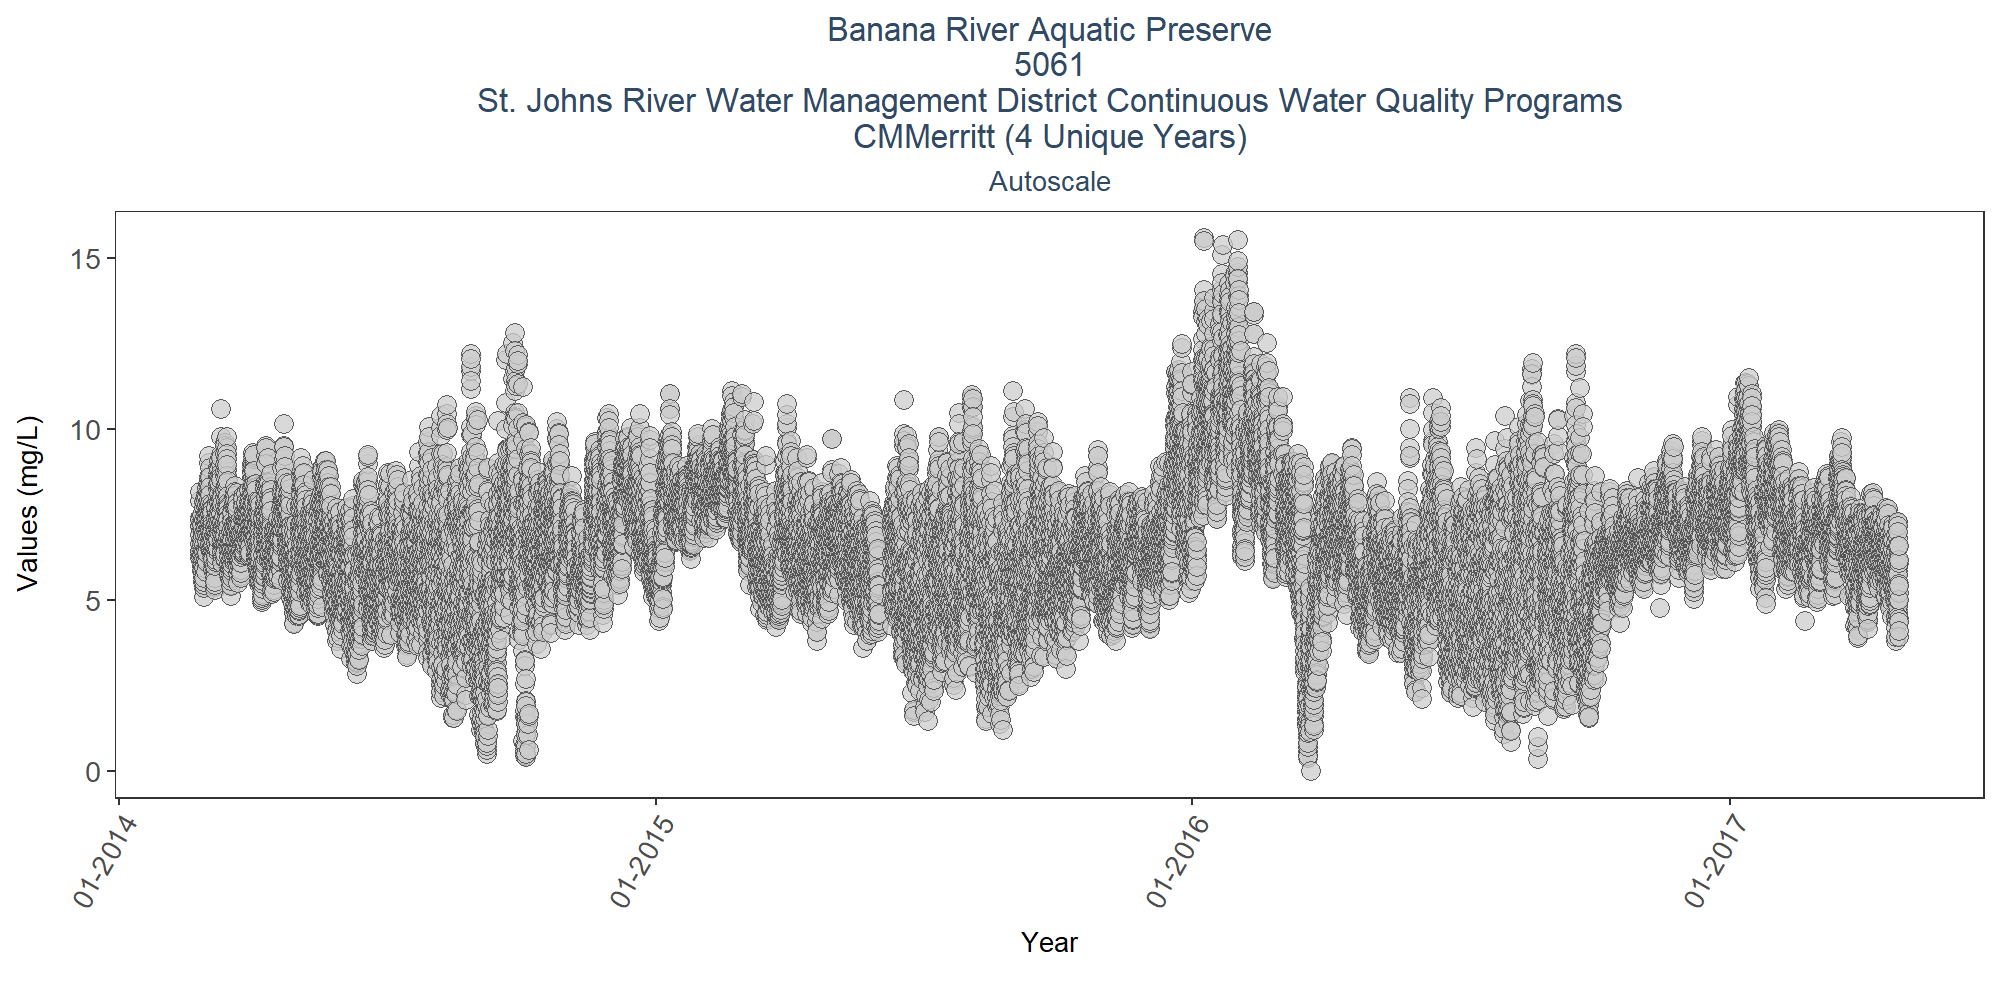 Banana River Aquatic Preserve
5061
St. Johns River Water Management District Continuous Water Quality Programs
CMMerritt (4 Unique Years)
Autoscale
Values (mg/L)
15
10
5
0
01-2014
01-2015
01-2016
01-2017
Year